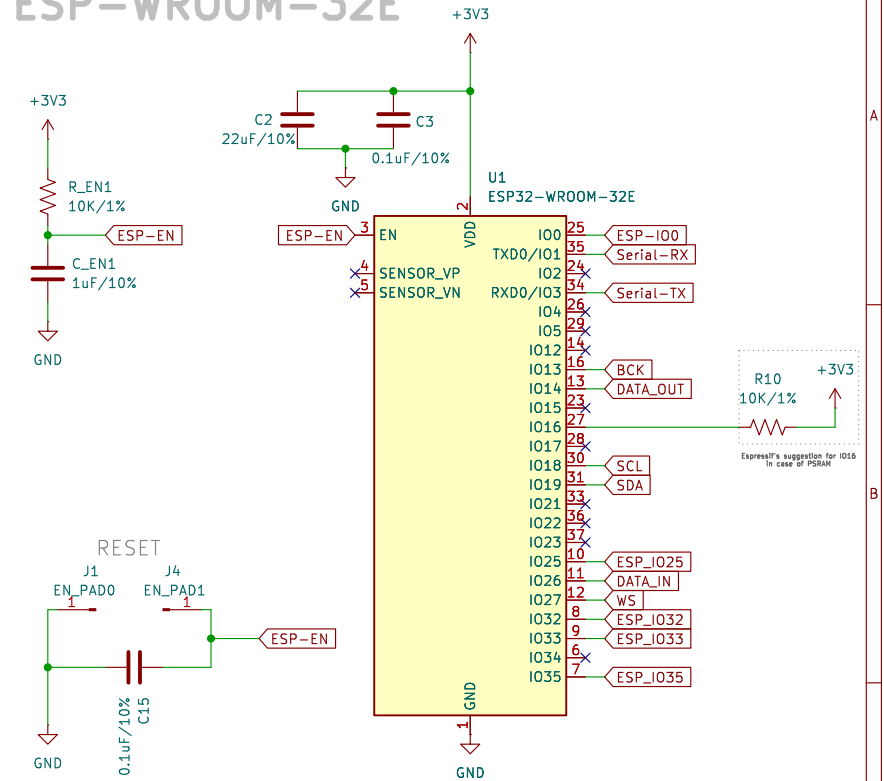 ESP-WROOM-32E
+3V3
+3V3
C2
22uF/10%
C3
0.1uF/10%
GND
R_EN1
10K/1%
ESP-EN
C_EN1
1uF/10%
GND
U1
ESP32-WROOM-32E
2
VDD
ESP-EN
3
EN
4
SENSOR_VP
5
SENSOR_VN
IO0
25
ESP-IO0
TXD0/IO1
35
Serial-RX
IO2
24
RXD0/IO3
34
Serial-TX
IO4
26
IO5
29
IO12
14
IO13
16
BCK
IO14
13
DATA_OUT
IO15
23
IO16
27
IO17
28
IO18
30
SCL
IO19
31
SDA
IO21
33
IO22
36
IO23
37
IO25
10
ESP_IO25
IO26
11
DATA_IN
IO27
12
WS
IO32
8
ESP_IO32
IO33
9
ESP_IO33
IO34
6
IO35
7
ESP_IO35
GND
1
GND
R10
10K/1%
+3V3
Espressif's suggestion for IO16
in case of PSRAM
RESET
J1
EN_PAD0
1
J4
EN_PAD1
1
ESP-EN
C15
0.1uF/10%
GND
A
B